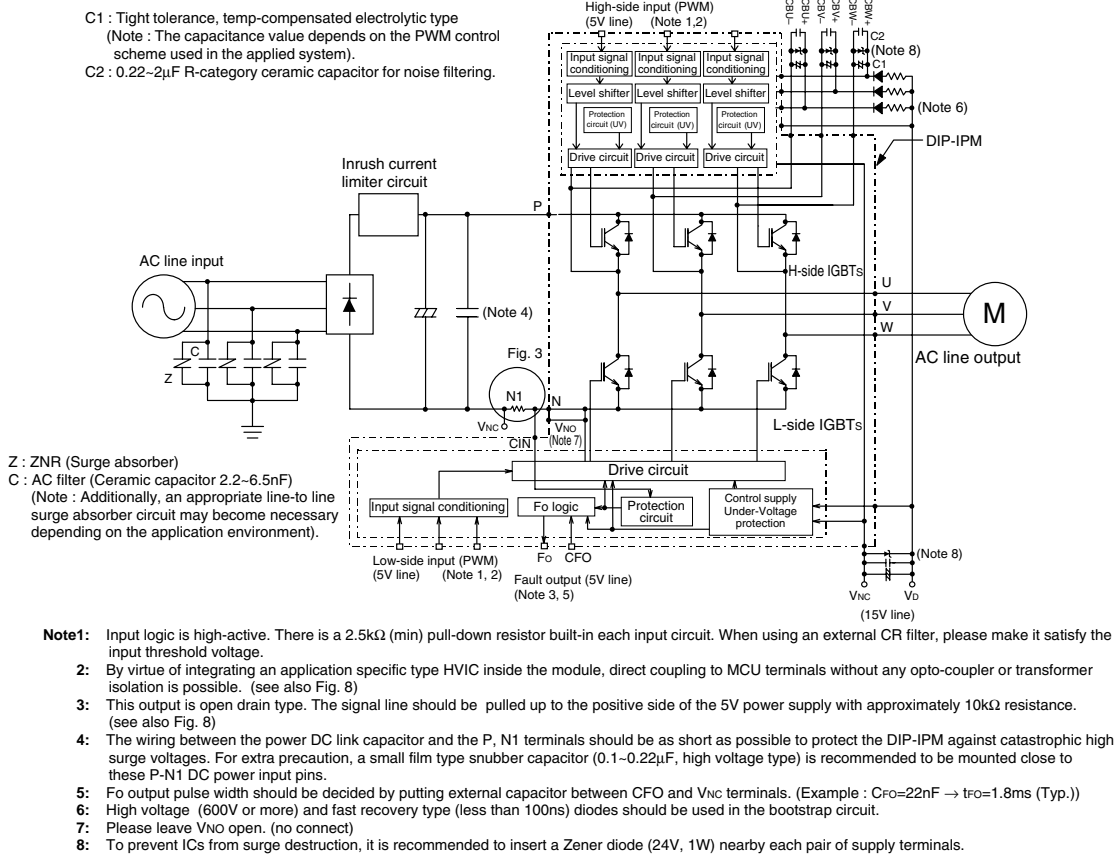 C1 : Tight tolerance, temp-compensated electrolytic type
(Note : The capacitance value depends on the PWM control
scheme used in the applied system).
C2 : 0.22~2μF R-category ceramic capacitor for noise filtering.
High-side input (PWM)
(5V line) (Note 1,2)
CBU-
CBU+
CBV-
CBV+
CBW-
CBW+
C2
(Note 8)
C1
(Note 6)
Input signal conditioning
Input signal conditioning
Input signal conditioning
Level shifter
Level shifter
Level shifter
Protection circuit (UV)
Protection circuit (UV)
Protection circuit (UV)
Drive circuit
Drive circuit
Drive circuit
DIP-IPM
Inrush current
limiter circuit
P
AC line input
H-side IGBTs
U
V
W
M
AC line output
(Note 4)
C
Z
Fig. 3
N1
N
VNC
VNO
(Note 7)
CIN
L-side IGBTs
Z : ZNR (Surge absorber)
C : AC filter (Ceramic capacitor 2.2~6.5nF)
(Note : Additionally, an appropriate line-to line
surge absorber circuit may become necessary
depending on the application environment).
Drive circuit
Input signal conditioning
Fo logic
Protection
circuit
Control supply
Under-Voltage
protection
Low-side input (PWM)
(5V line) (Note 1, 2)
FO
CFO
Fault output (5V line)
(Note 3, 5)
(Note 8)
VNC
VD
(15V line)
Note1: Input logic is high-active. There is a 2.5kΩ (min) pull-down resistor built-in each input circuit. When using an external CR filter, please make it satisfy the
input threshold voltage.
2: By virtue of integrating an application specific type HVIC inside the module, direct coupling to MCU terminals without any opto-coupler or transformer
isolation is possible. (see also Fig. 8)
3: This output is open drain type. The signal line should be pulled up to the positive side of the 5V power supply with approximately 10kΩ resistance.
(see also Fig. 8)
4: The wiring between the power DC link capacitor and the P, N1 terminals should be as short as possible to protect the DIP-IPM against catastrophic high
surge voltages. For extra precaution, a small film type snubber capacitor (0.1~0.22μF, high voltage type) is recommended to be mounted close to
these P-N1 DC power input pins.
5: Fo output pulse width should be decided by putting external capacitor between CFO and VNC terminals. (Example : CFO=22nF → tFO=1.8ms (Typ.))
6: High voltage (600V or more) and fast recovery type (less than 100ns) diodes should be used in the bootstrap circuit.
7: Please leave VNO open. (no connect)
8: To prevent ICs from surge destruction, it is recommended to insert a Zener diode (24V, 1W) nearby each pair of supply terminals.